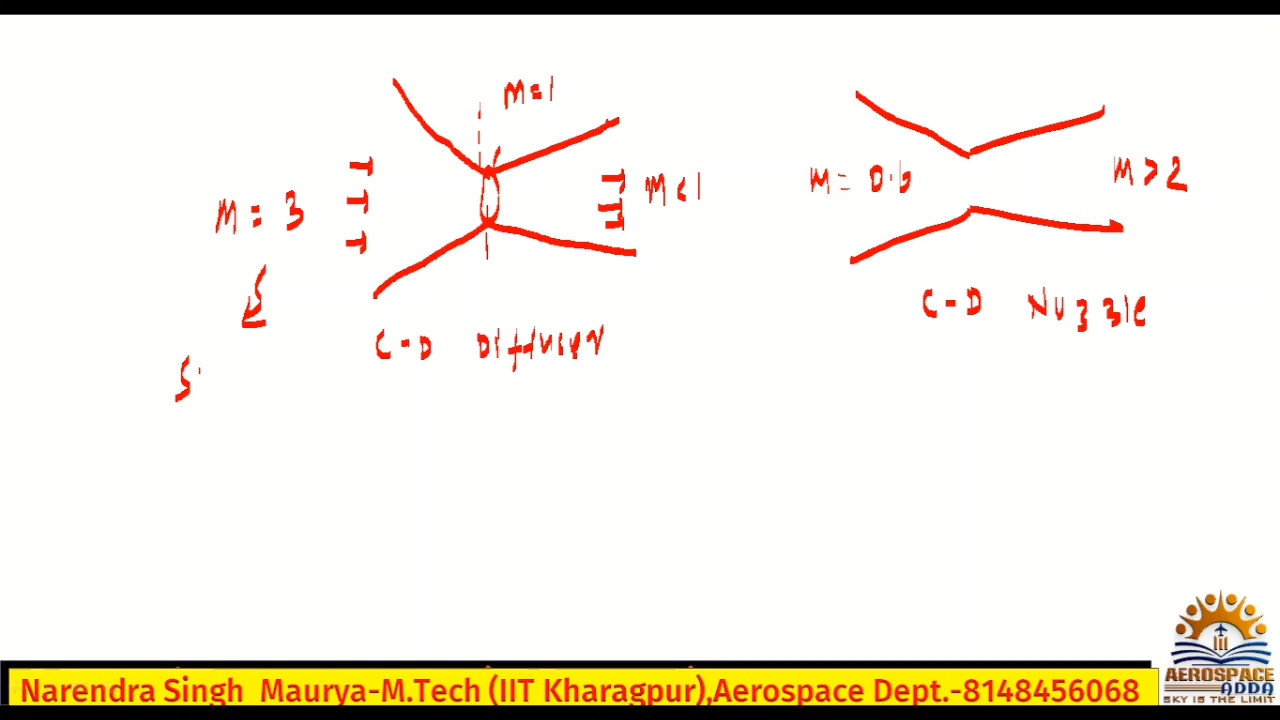 M=1
M = 3
M<1
C-D Diffuser
S
M= 0.6
M>2
C-D Nuzzle
Narendra Singh Maurya-M.Tech (IIT Kharagpur),Aerospace Dept.-8148456068
AEROSPACE
ADDA
SKY IS THE LIMIT